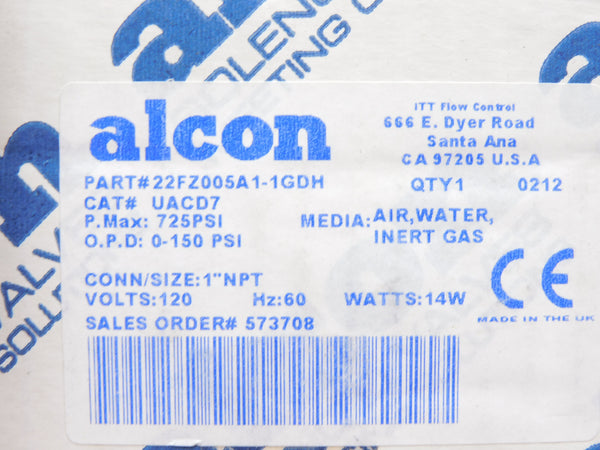 SOLENO
ETING
alcon
ITT Flow Control
666 E. Dyer Road
Santa Ana
CA 97205 U.S.A
PART#22FZ005A1-1GDH
QTY1 0212
CAT# UACD7
P.Max: 725PSI
O.P.D: 0-150 PSI
MEDIA: AIR,WATER,
INERT GAS
CONN/SIZE:1"NPT
VOLTS:120 Hz:60 WATTS:14W
CE
MADE IN THE UK
SALES ORDER# 573708